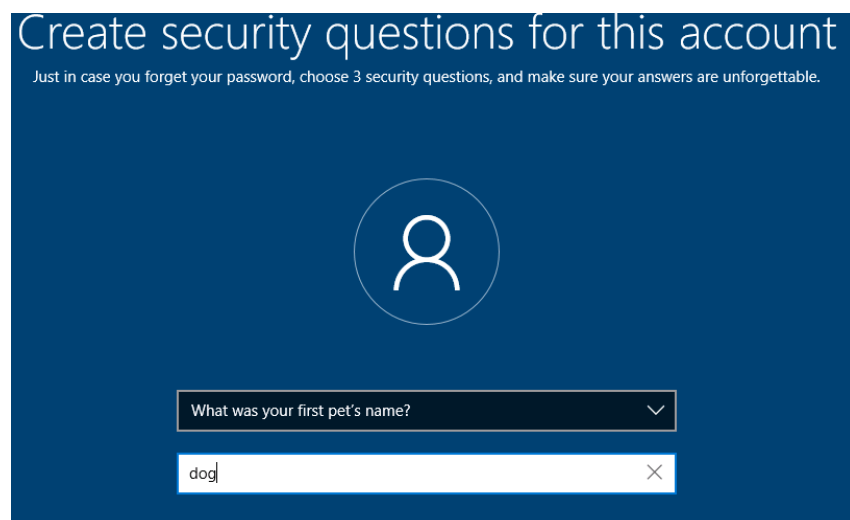 Create security questions for this account
Just in case you forget your password, choose 3 security questions, and make sure your answers are unforgettable.
What was your first pet's name?
dog